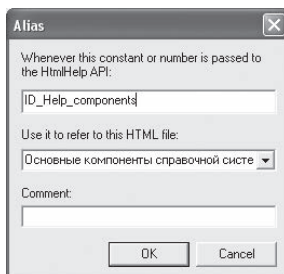 Alias
Whenever this constant or number is passed to
the HtmlHelp API:
ID_Help_components
Use it to refer to this HTML file:
Основные компоненты справочной систе
Comment:
OK Cancel